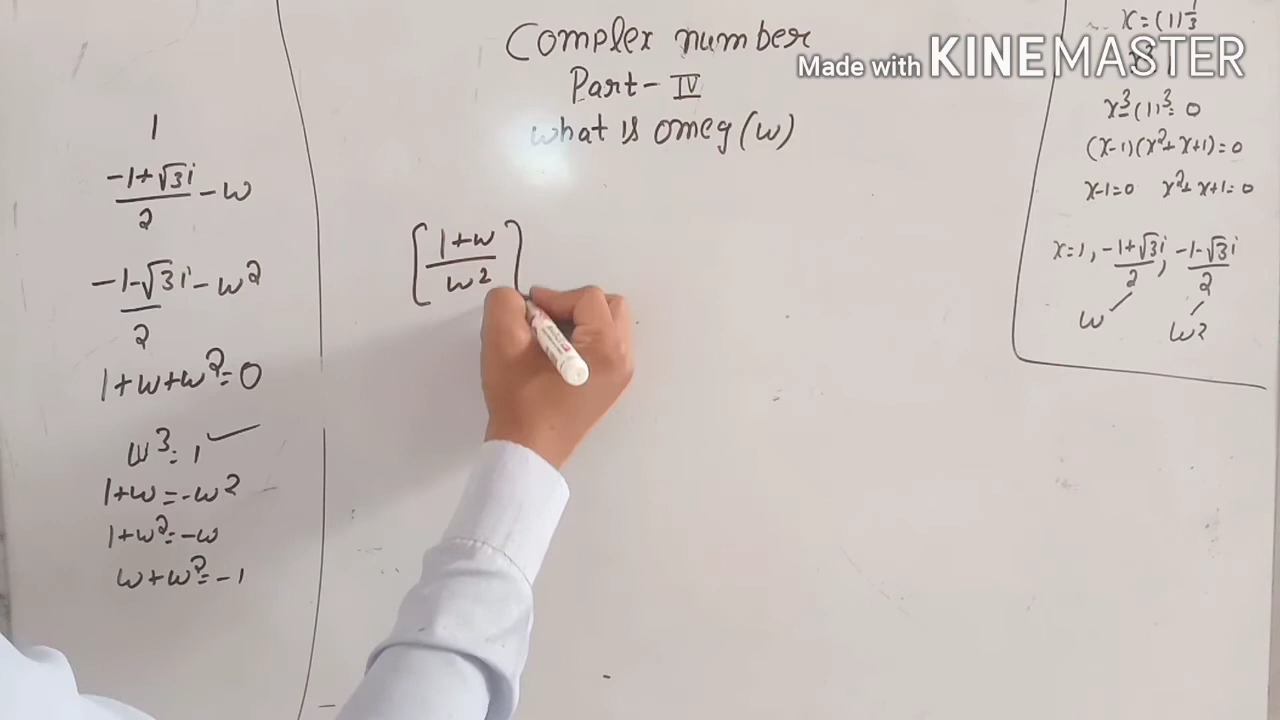 Complex number
Part - IV
what is omeg (w)
Made with KINEMASTER
1
(-1+√3i)/2 - w
(-1-√3i)/2 - w²
1+w+w²=0
w³=1 ✓
1+w=-w²
1+w²=-w
w+w²=-1
[(1+w)/w²]
x=(1)^(1/3)
x³-(1)³=0
(x-1)(x²+x+1)=0
x-1=0 x²+x+1=0
x=1, (-1+√3i)/2, (-1-√3i)/2
w w²